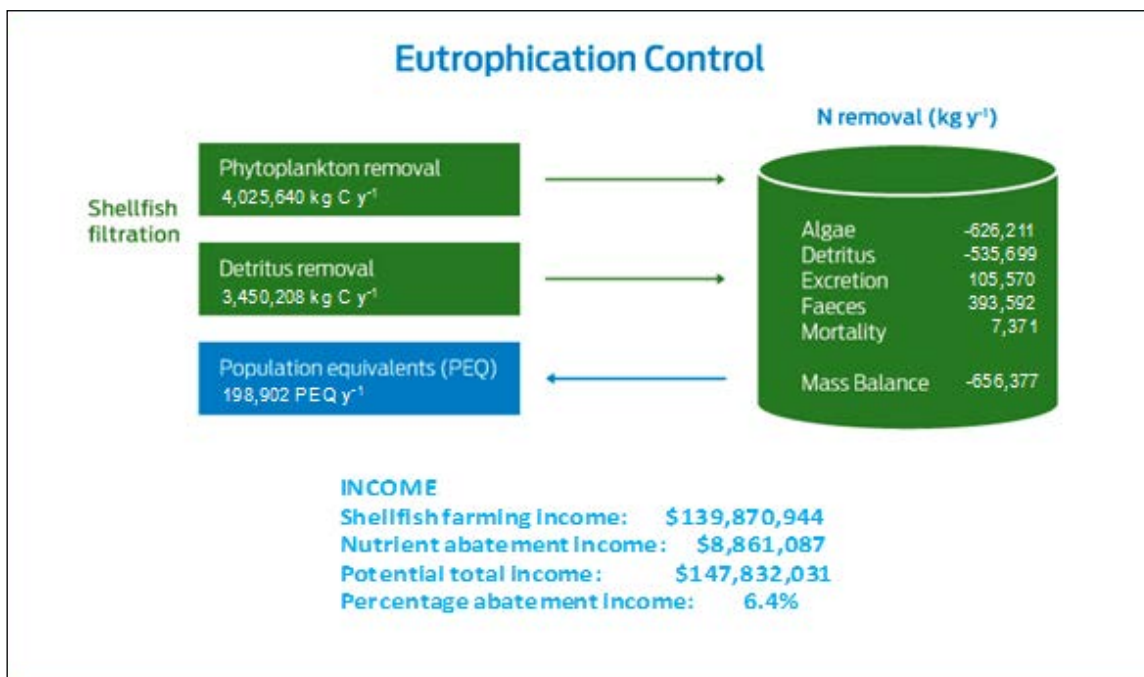 Eutrophication Control
N removal (kg y⁻¹)
Shellfish
filtration
Phytoplankton removal
4,025,640 kg C y⁻¹
Detritus removal
3,450,208 kg C y⁻¹
Population equivalents (PEQ)
198,902 PEQ y⁻¹
Algae -626,211
Detritus -535,699
Excretion 105,570
Faeces 393,592
Mortality 7,371
Mass Balance -656,377
INCOME
Shellfish farming income: $139,870,944
Nutrient abatement income: $8,861,087
Potential total income: $147,832,031
Percentage abatement income: 6.4%